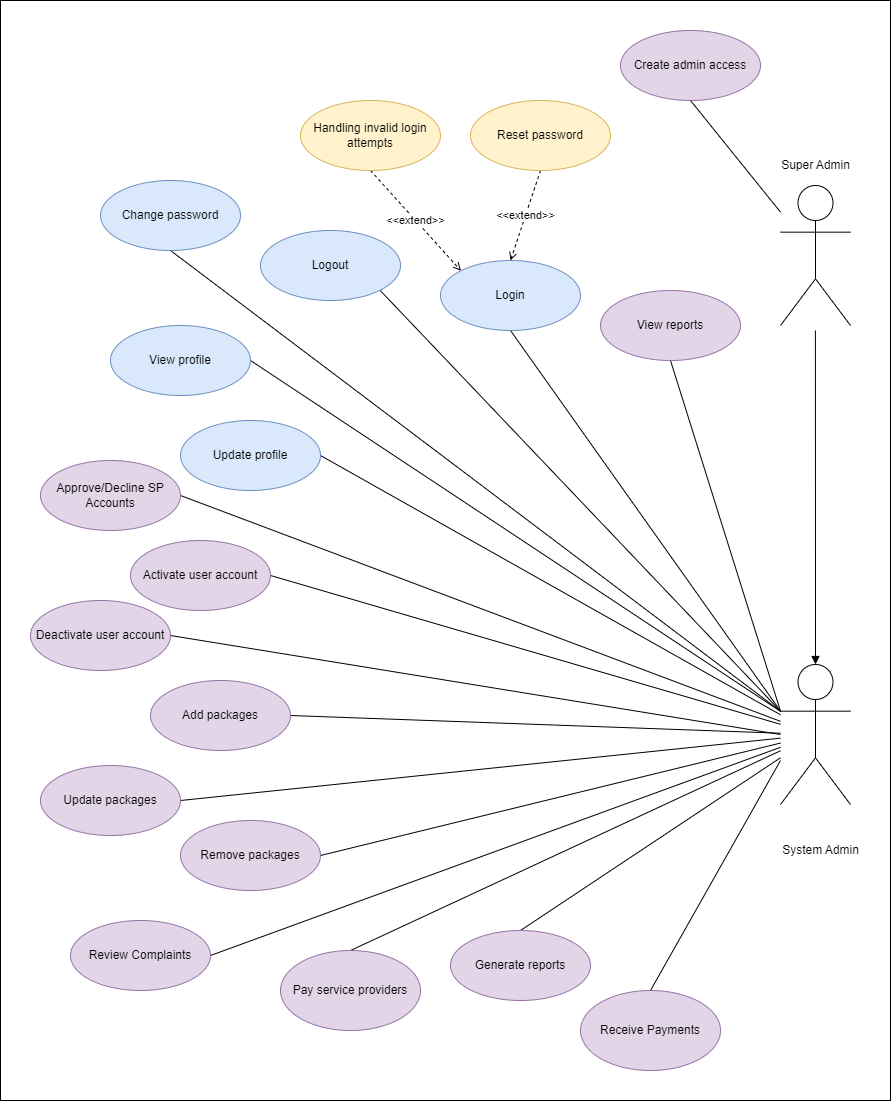 Create admin access
Handling invalid login
attempts
Reset password
Super Admin
Change password
<<extend>>
<<extend>>
Logout
Login
View reports
View profile
Update profile
Approve/Decline SP
Accounts
Activate user account
Deactivate user account
Add packages
Update packages
Remove packages
System Admin
Review Complaints
Pay service providers
Generate reports
Receive Payments